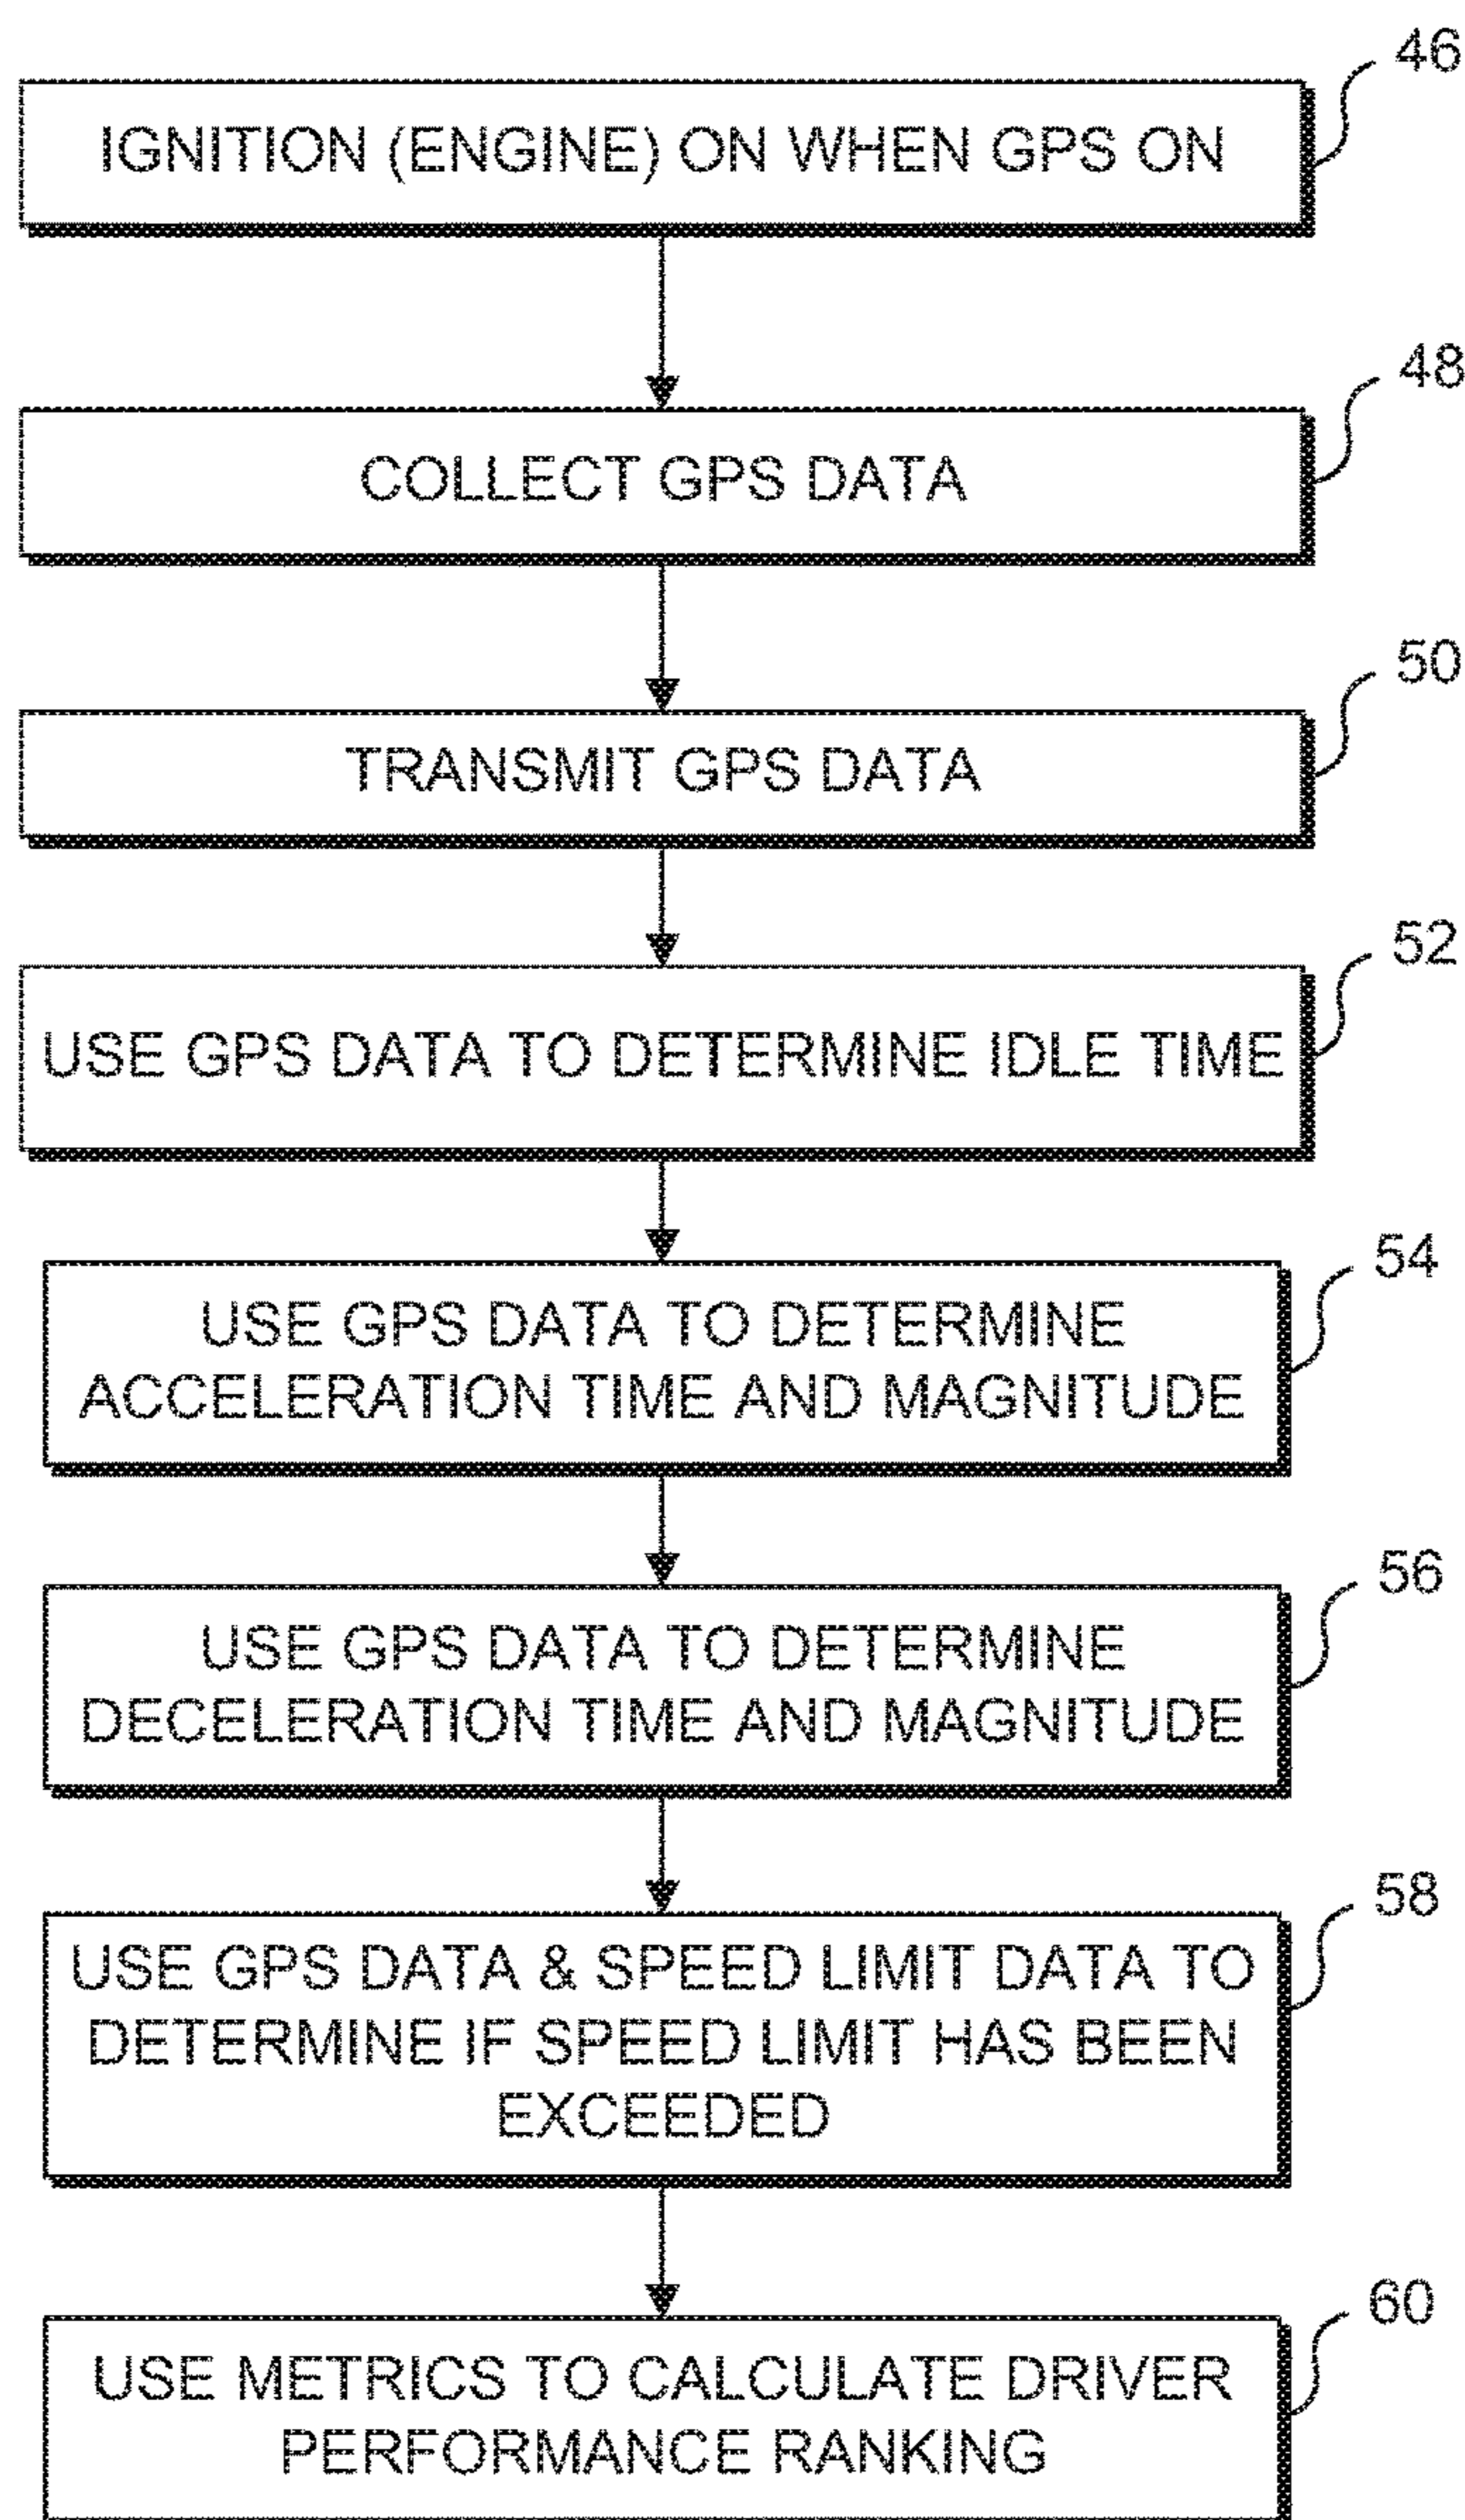 46
IGNITION (ENGINE) ON WHEN GPS ON
48
COLLECT GPS DATA
50
TRANSMIT GPS DATA
52
USE GPS DATA TO DETERMINE IDLE TIME
54
USE GPS DATA TO DETERMINE
ACCELERATION TIME AND MAGNITUDE
56
USE GPS DATA TO DETERMINE
DECELERATION TIME AND MAGNITUDE
58
USE GPS DATA & SPEED LIMIT DATA TO
DETERMINE IF SPEED LIMIT HAS BEEN
EXCEEDED
60
USE METRICS TO CALCULATE DRIVER
PERFORMANCE RANKING